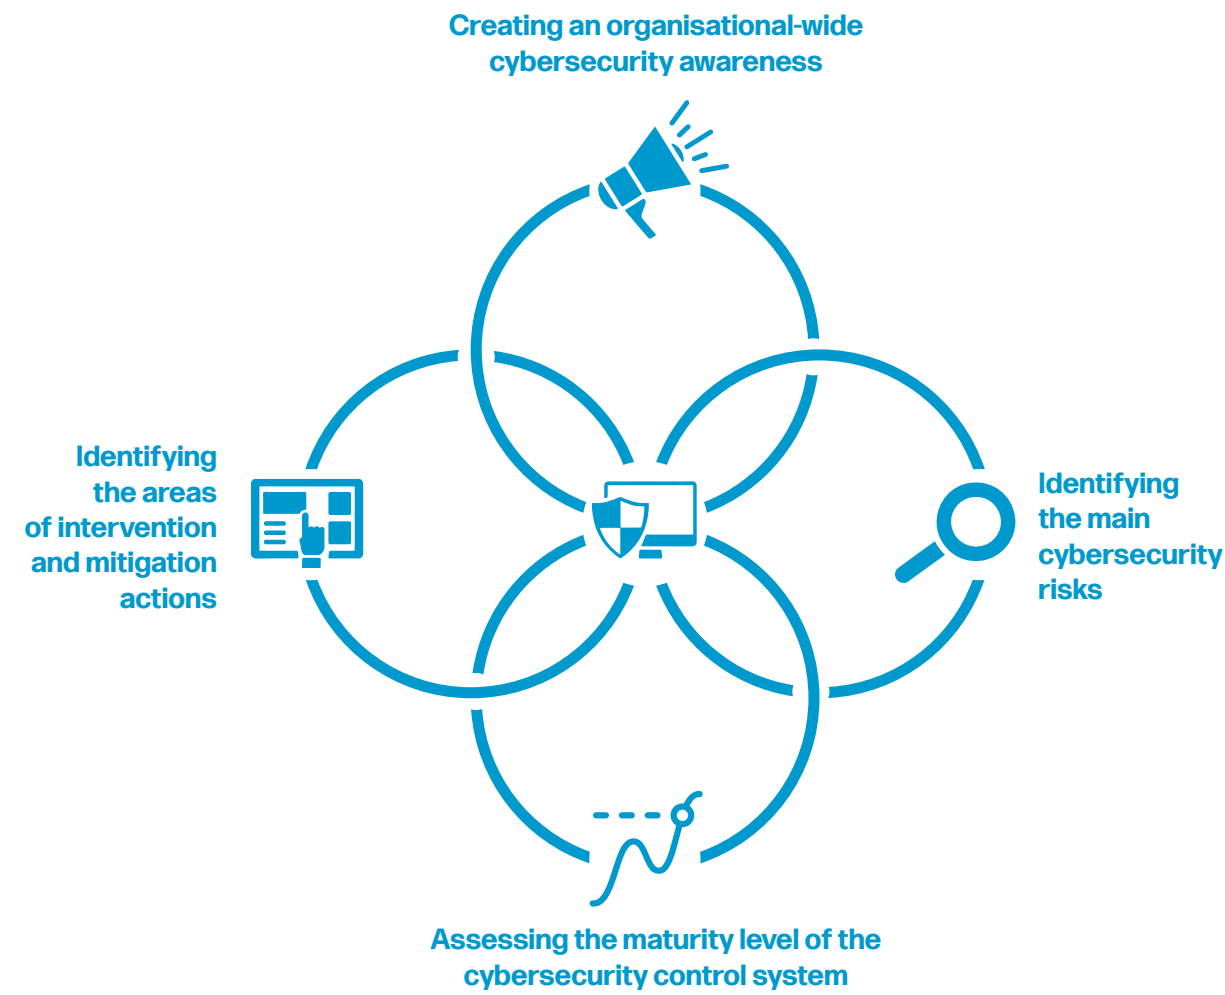 Creating an organisational-wide
cybersecurity awareness
Identifying
the areas
of intervention
and mitigation
actions
Identifying
the main
cybersecurity
risks
Assessing the maturity level of the
cybersecurity control system